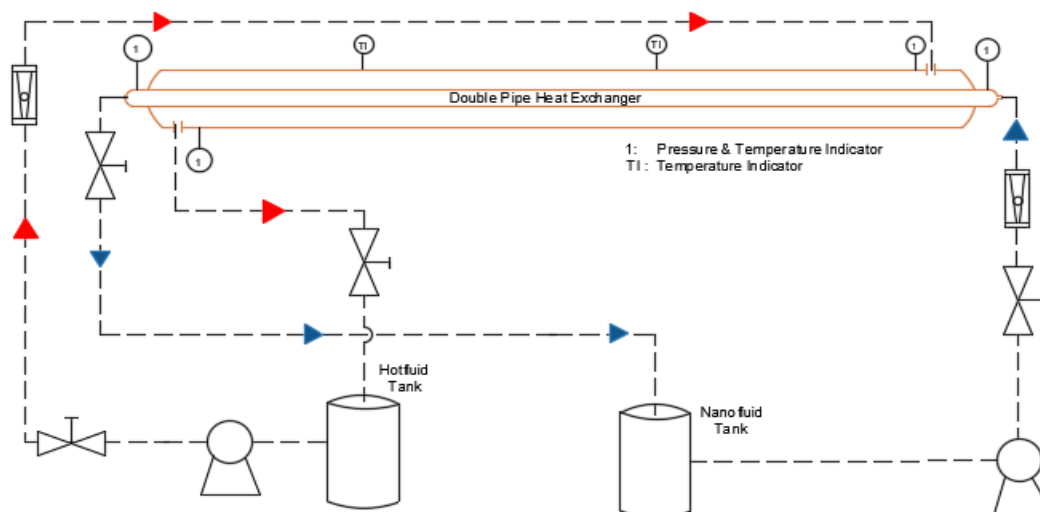 1
TI
TI
1
1
Double Pipe Heat Exchanger
1
1: Pressure & Temperature Indicator
TI : Temperature Indicator
Hotfluid
Tank
Nanofluid
Tank